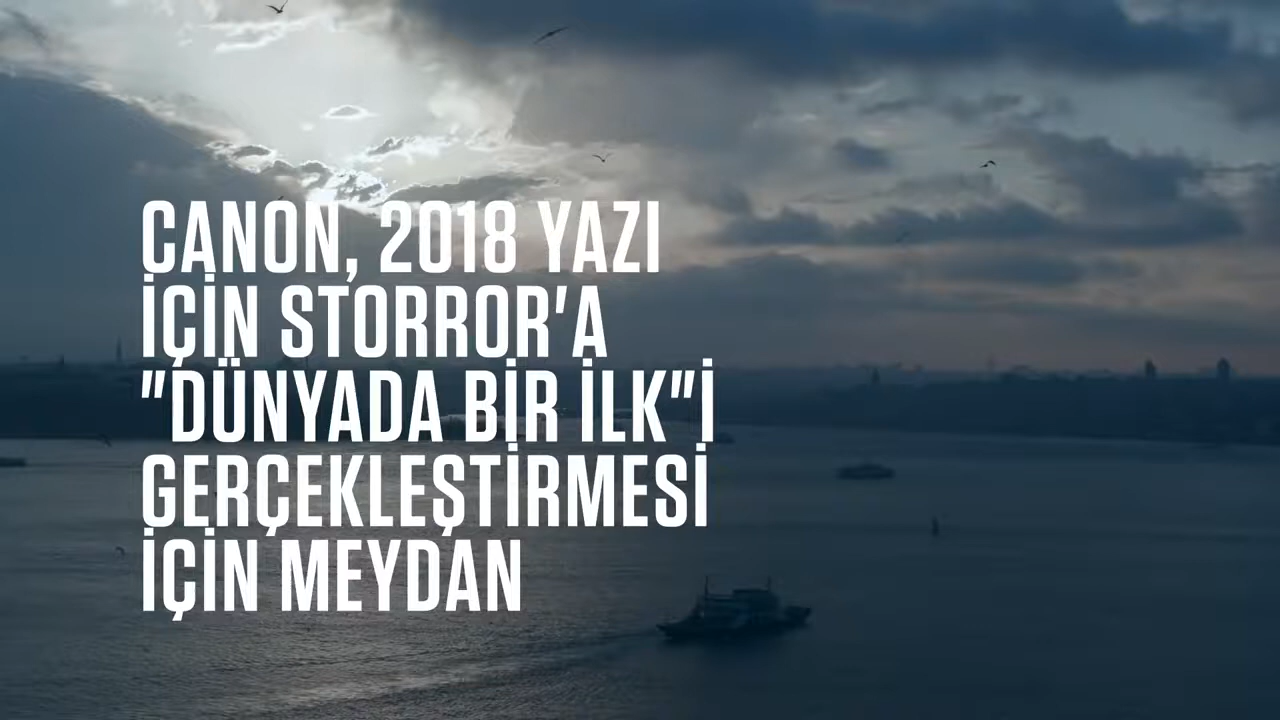 CANON, 2018 YAZI
İÇİN STORROR'A
"DÜNYADA BİR İLK"İ
GERÇEKLEŞTİRMESİ
İÇİN MEYDAN